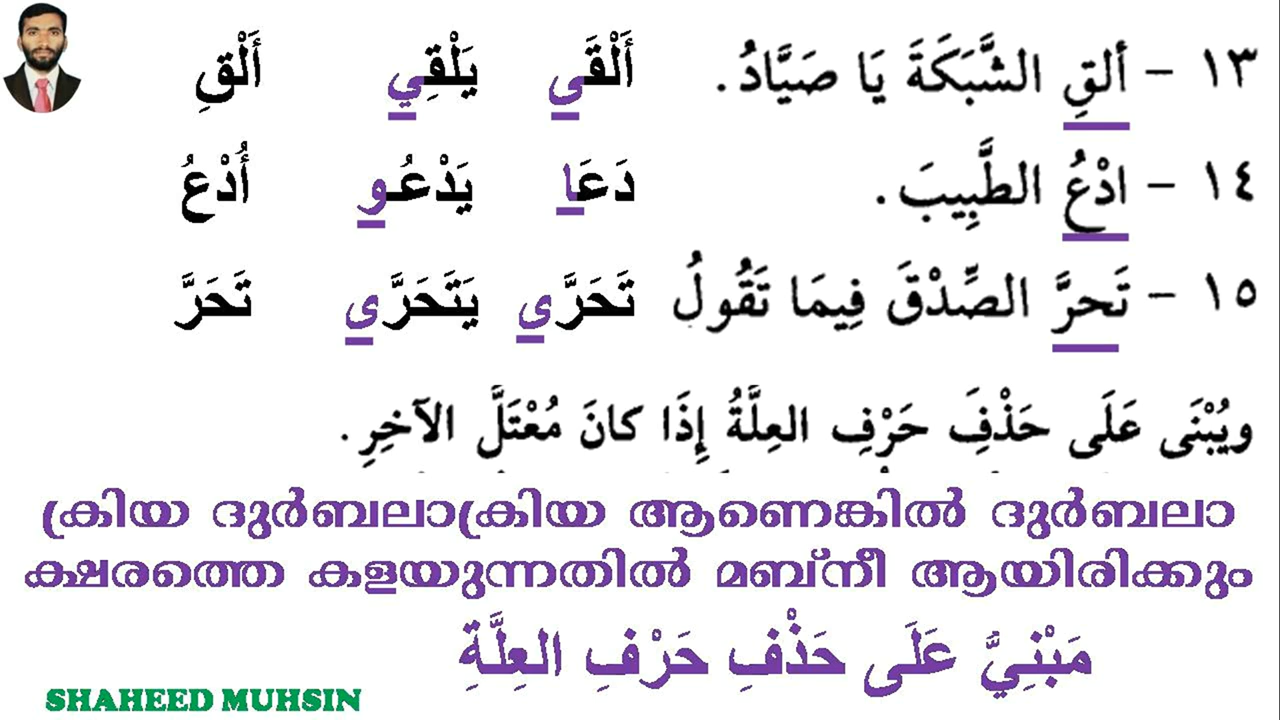 ١٣ - ألقِ الشَّبَكَةَ يَا صَيَّادُ. أَلْقَى يَلْقِي أَلْقِ
١٤ - ادْعُ الطَّبِيبَ. دَعَا يَدْعُو أُدْعُ
١٥ - تَحرَّ الصِّدْقَ فِيمَا تَقُولُ تَحَرَّى يَتَحَرَّى تَحَرَّ
ويُبْنَى عَلَى حَذْفِ حَرْفِ العِلَّةُ إِذَا كانَ مُعْتَلَّ الآخِرِ.
ക്രിയ ദുർബലാക്രിയ ആണെങ്കിൽ ദുർബലാ
ക്ഷരത്തെ കളയുന്നതിൽ മബ്നീ ആയിരിക്കും
مَبْنِيَّ عَلَى حَذْفِ حَرْفِ العِلَّةِ
SHAHEED MUHSIN